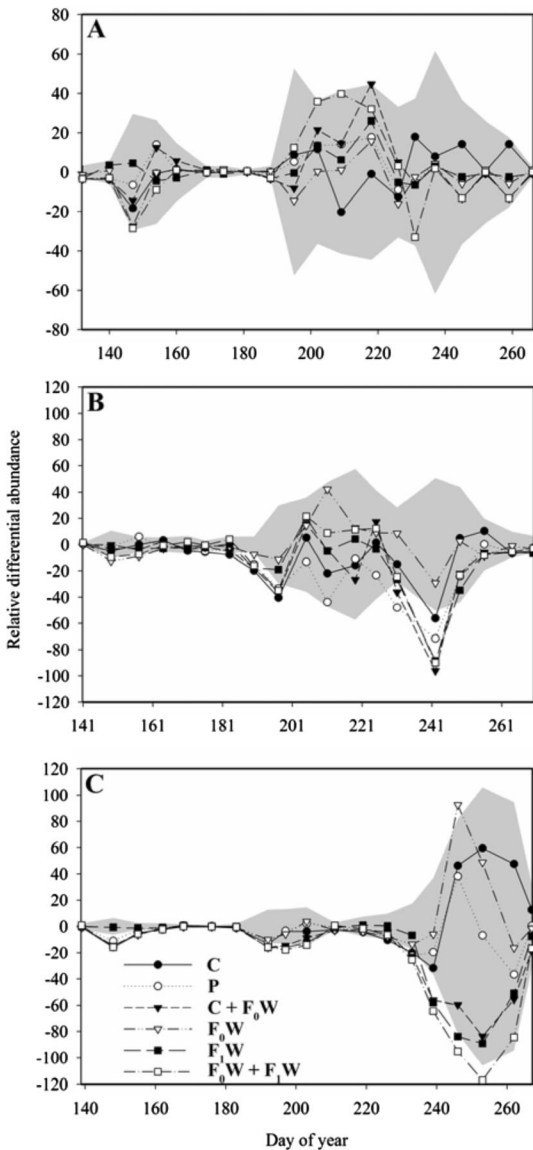 A
80
60
40
20
0
-20
-40
-60
-80
140 160 180 200 220 240 260
B
120
100
80
60
40
20
0
-20
-40
-60
-80
-100
-120
141 161 181 201 221 241 261
Relative differential abundance
C
120
100
80
60
40
20
0
-20
-40
-60
-80
-100
-120
C
P
C + F₀W
F₀W
F₁W
F₀W + F₁W
140 160 180 200 220 240 260
Day of year